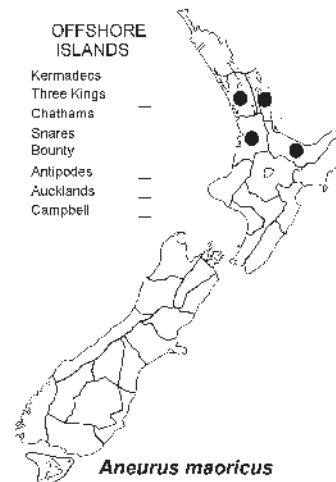 OFFSHORE
ISLANDS
Kermadecs
Three Kings
Chathams
Snares
Bounty
Antipodes
Aucklands
Campbell
Aneurus maoricus